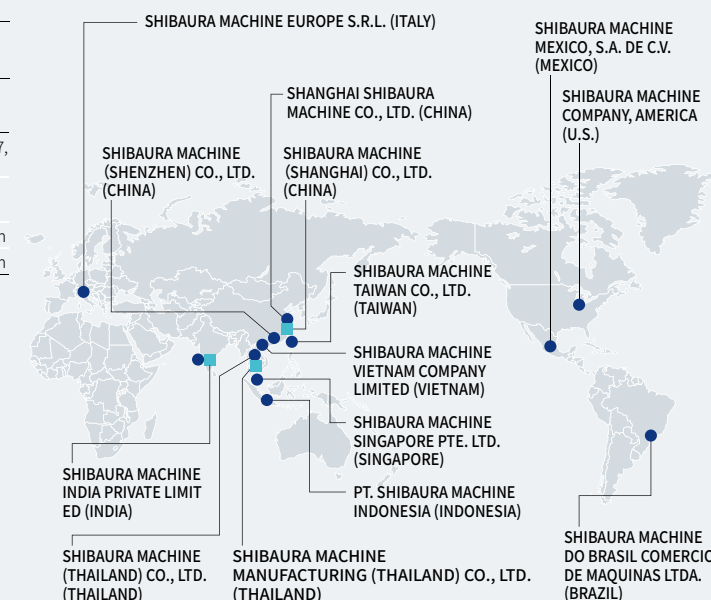 SHIBAURA MACHINE EUROPE S.R.L. (ITALY)
SHIBAURA MACHINE
MEXICO, S.A. DE C.V.
(MEXICO)
SHANGHAI SHIBAURA
MACHINE CO., LTD. (CHINA)
SHIBAURA MACHINE
COMPANY, AMERICA
(U.S.)
7,
SHIBAURA MACHINE
(SHENZHEN) CO., LTD.
(CHINA)
SHIBAURA MACHINE
(SHANGHAI) CO., LTD.
(CHINA)
n
n
SHIBAURA MACHINE
TAIWAN CO., LTD.
(TAIWAN)
SHIBAURA MACHINE
VIETNAM COMPANY
LIMITED (VIETNAM)
SHIBAURA MACHINE
SINGAPORE PTE. LTD.
(SINGAPORE)
SHIBAURA MACHINE
INDIA PRIVATE LIMIT
ED (INDIA)
PT. SHIBAURA MACHINE
INDONESIA (INDONESIA)
SHIBAURA MACHINE
(THAILAND) CO., LTD.
(THAILAND)
SHIBAURA MACHINE
MANUFACTURING (THAILAND) CO., LTD.
(THAILAND)
SHIBAURA MACHINE
DO BRASIL COMERCIO
DE MAQUINAS LTDA.
(BRAZIL)